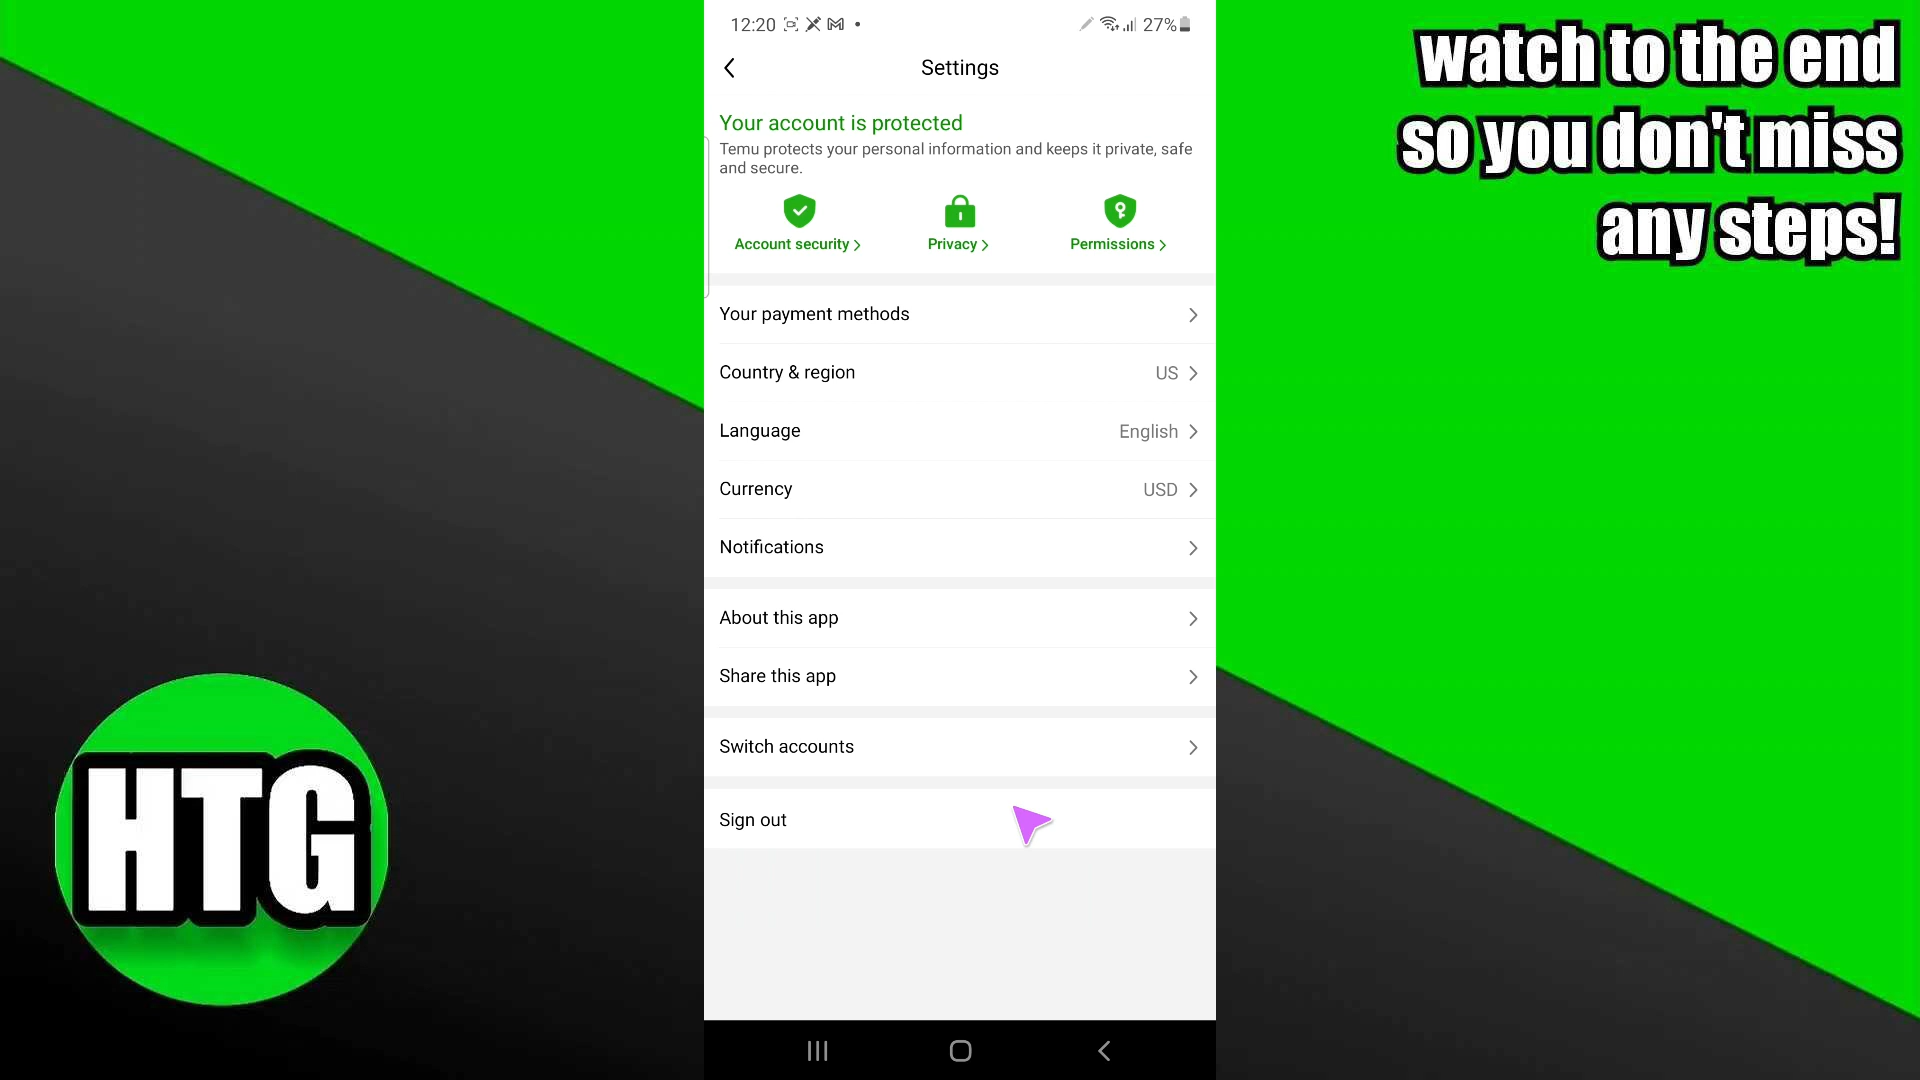 12:20
27%
watch to the end
so you don't miss
any steps!
Settings
Your account is protected
Temu protects your personal information and keeps it private, safe
and secure.
Account security
Privacy
Permissions
Your payment methods
Country & region US
Language English
Currency USD
Notifications
About this app
Share this app
Switch accounts
Sign out
HTG